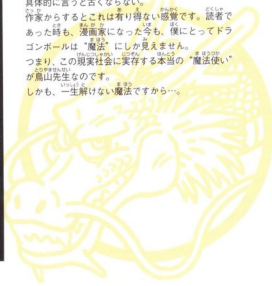 具体的に言うと古くならない。
作家からするとこれは有り得ない感覚です。読者で
あった時も、漫画家になった今も、僕にとってドラ
ゴンボールは“魔法”にしか見えません。
つまり、この現実社会に実存する本当の“魔法使い”
が鳥山先生なのです。
しかも、一生解けない魔法ですから…。